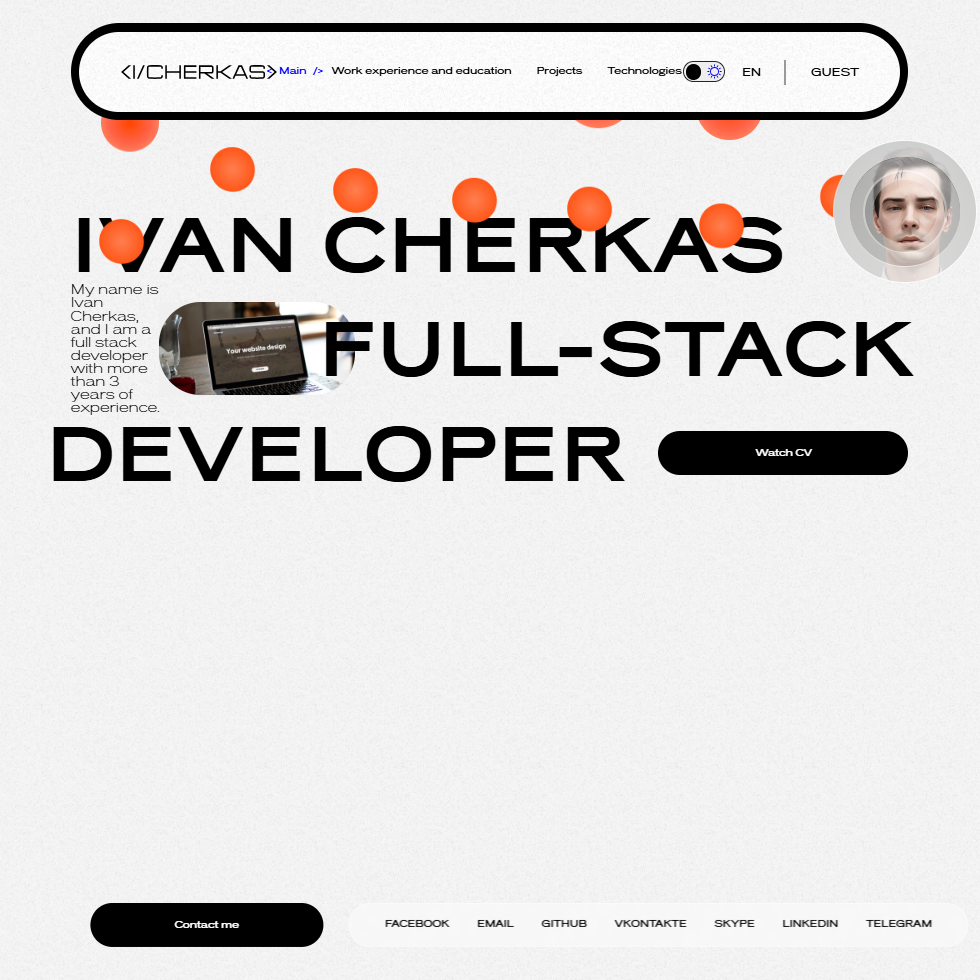 <I/CHERKAS> Main /> Work experience and education Projects Technologies EN GUEST
IVAN CHERKAS
My name is
Ivan
Cherkas,
and I am a
full stack
developer
with more
than 3
years of
experience.
Your website design
FULL-STACK
DEVELOPER
Watch CV
Contact me
FACEBOOK EMAIL GITHUB VKONTAKTE SKYPE LINKEDIN TELEGRAM